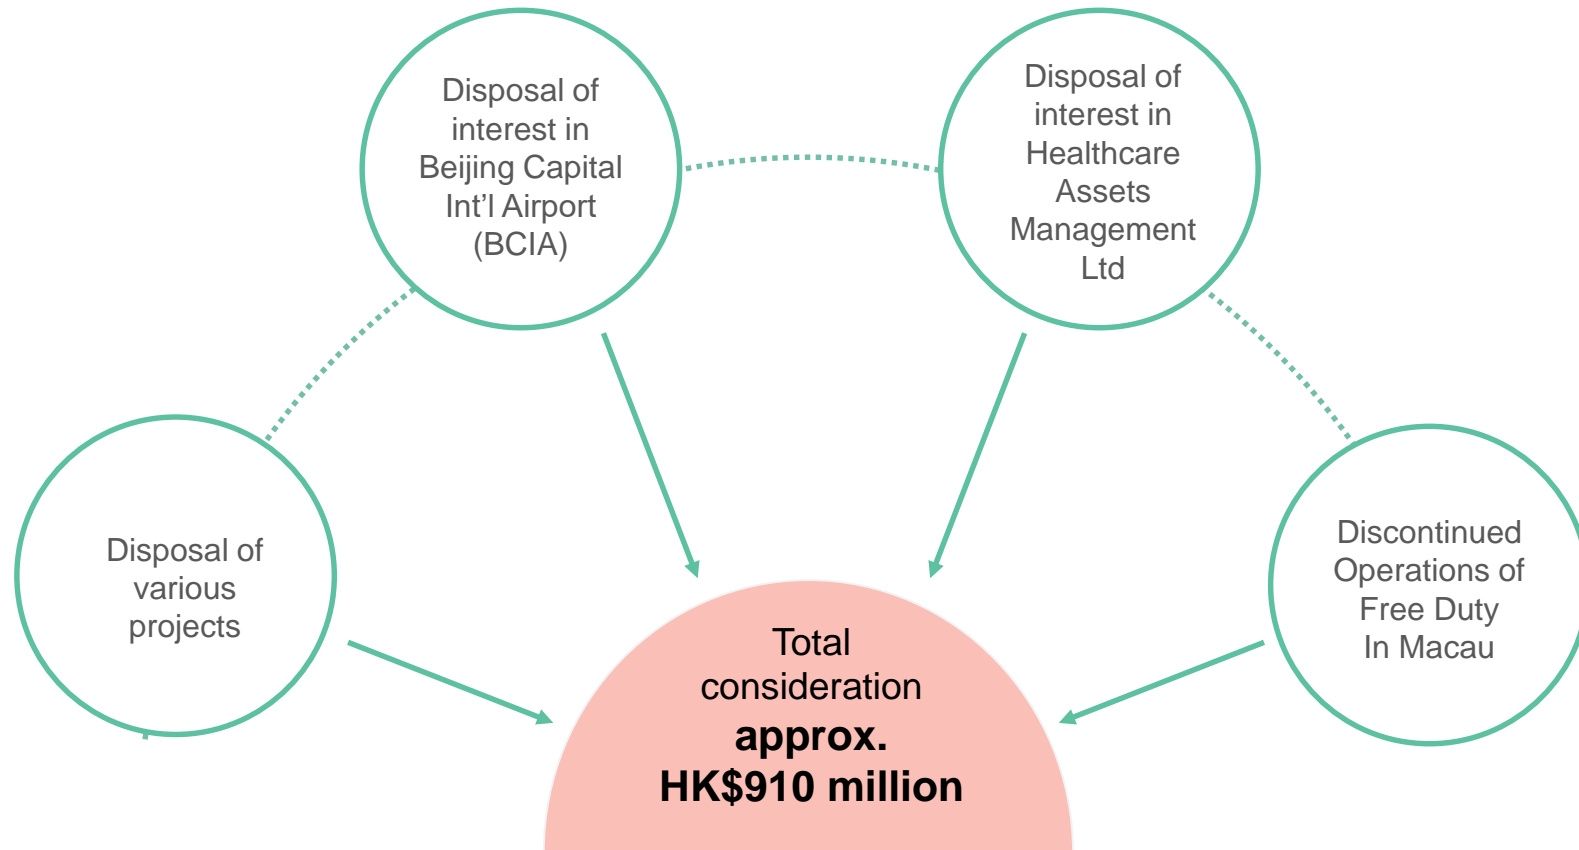 Disposal of
interest in
Beijing Capital
Int’l Airport
(BCIA)
Disposal of
interest in
Healthcare
Assets
Management
Ltd
Disposal of
various
projects
Discontinued
Operations of
Free Duty
In Macau
Total
consideration
approx.
HK$910 million